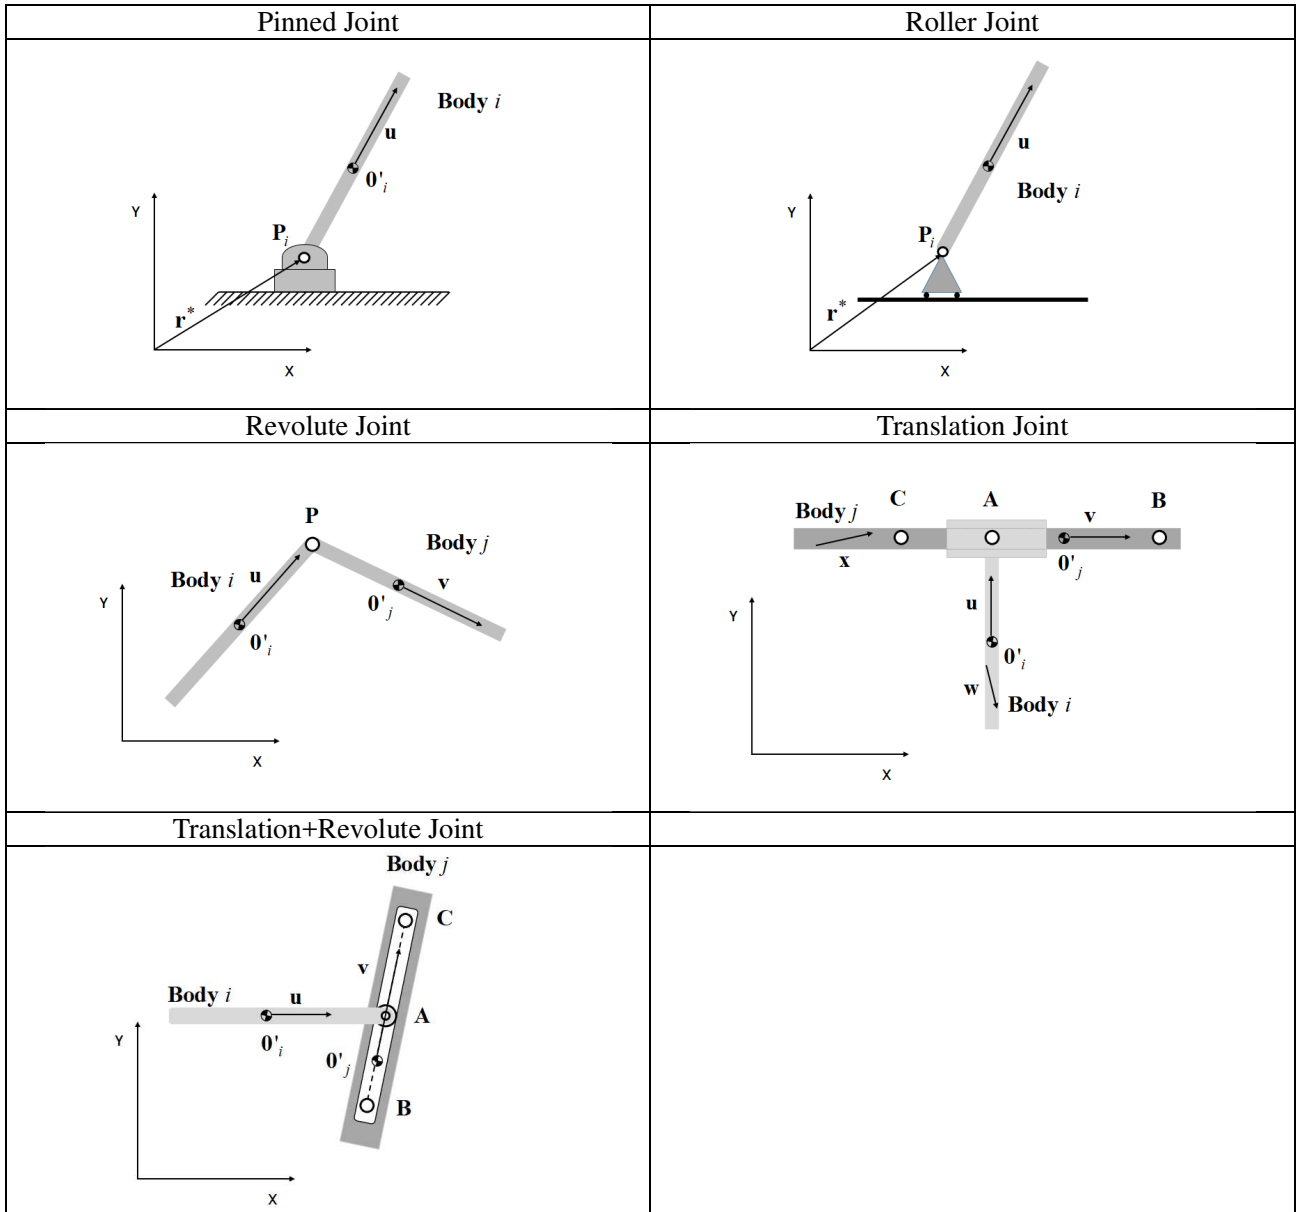 Pinned Joint
Roller Joint
Body i
u
0'i
Y
Pi
r*
X
u
Body i
Y
Pi
r*
X
Revolute Joint
Translation Joint
P
Body j
Body i u
v
0'j
Y
0'i
X
C A B
Body j
v
x
0'j
u
Y
0'i
w
Body i
X
Translation+Revolute Joint
Body j
C
v
Body i u
A
0'i
Y
0'j
B
X